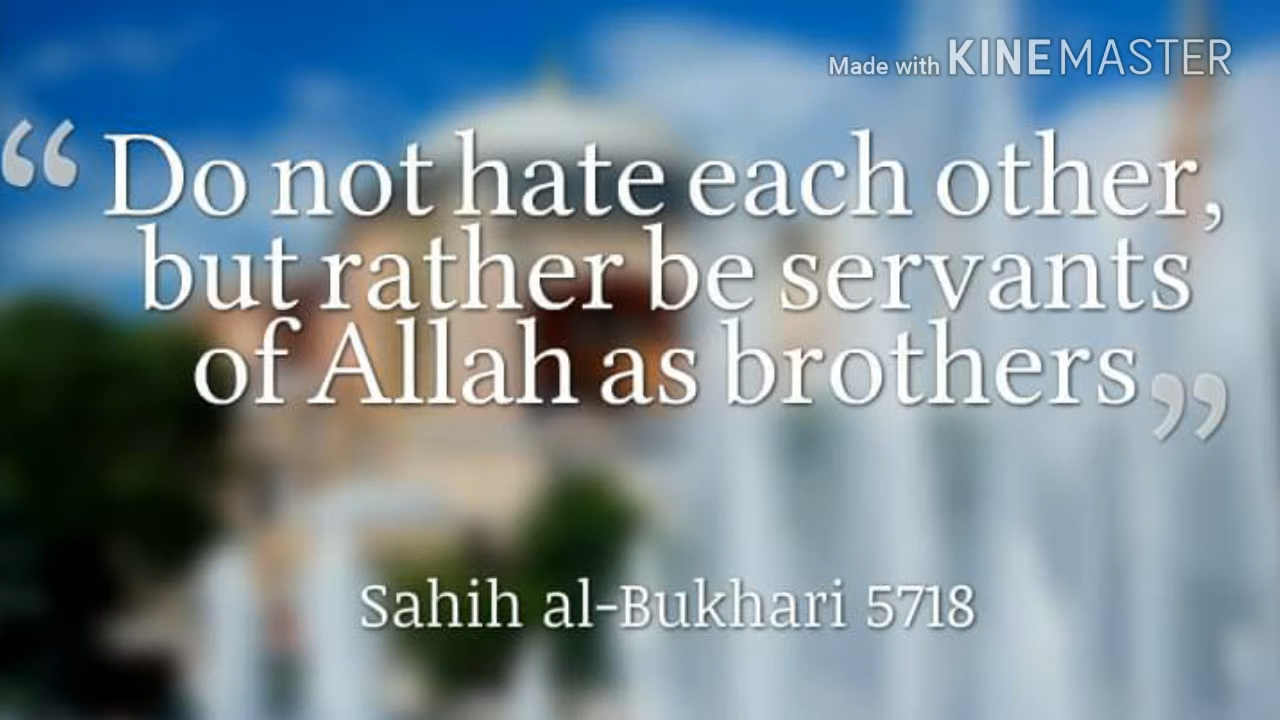 Made with KINEMASTER
“Do not hate each other,
but rather be servants
of Allah as brothers”
Sahih al-Bukhari 5718